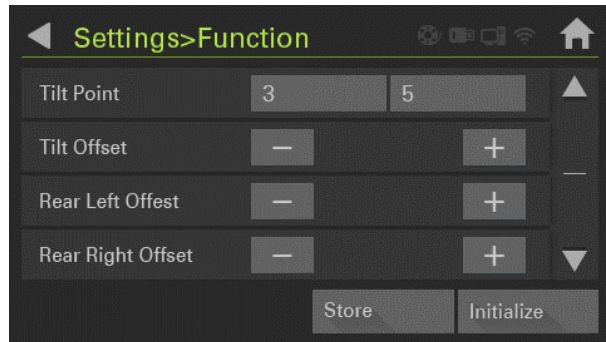 Settings>Function
Tilt Point 3 5
Tilt Offset − +
Rear Left Offest − +
Rear Right Offset − +
Store Initialize